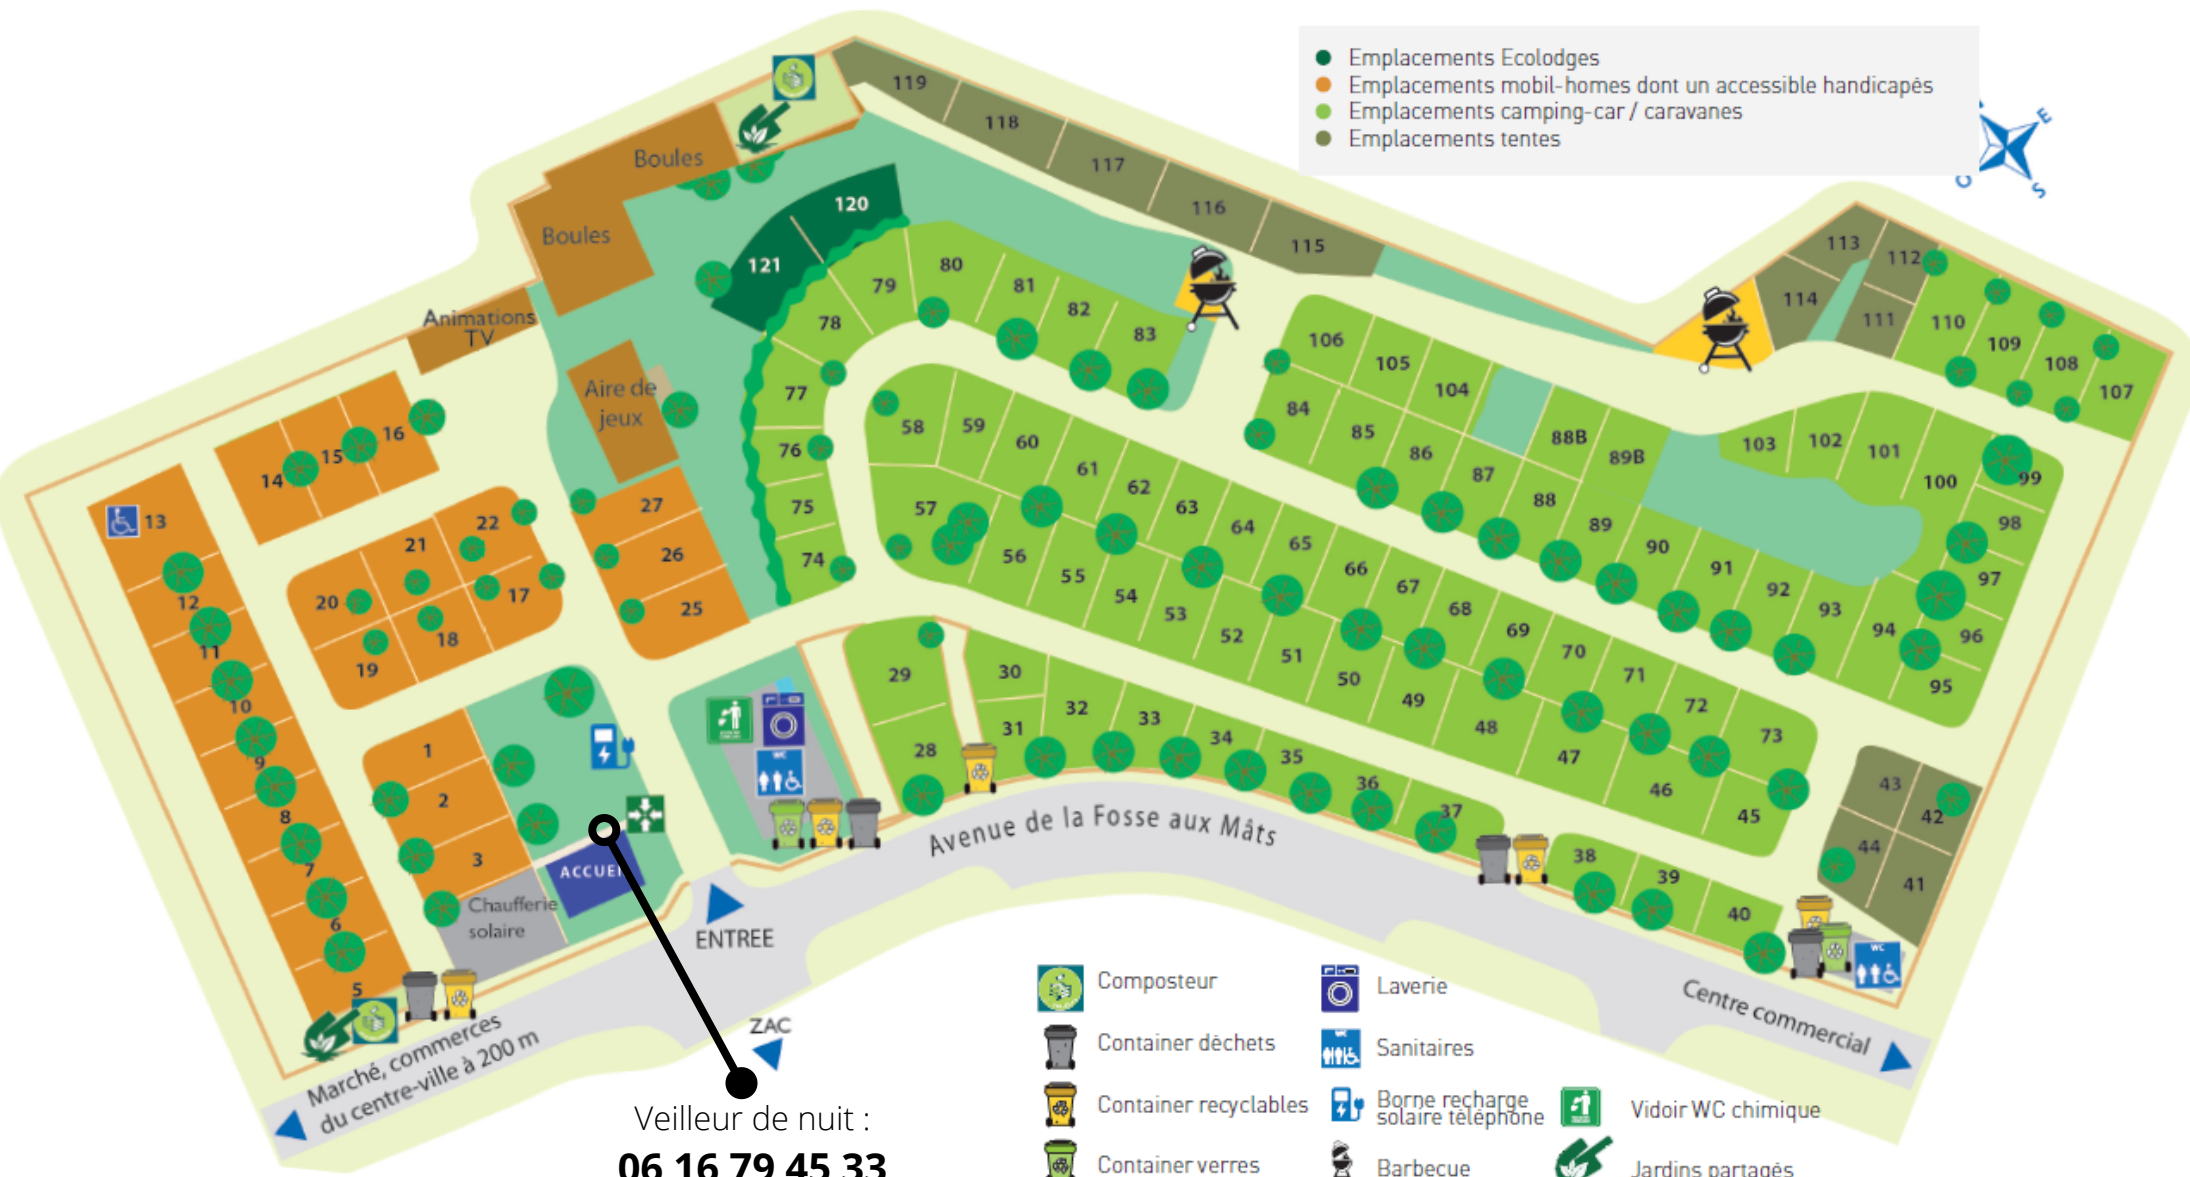 Emplacements Ecolodges
Emplacements mobil-homes dont un accessible handicapés
Emplacements camping-car / caravanes
Emplacements tentes
E
S
O
119
118
117
116
115
113
112
114
111
110
109
108
107
Boules
Boules
120
121
Animations
TV
Aire de
jeux
80
79
81
82
83
78
77
76
75
74
106
105
104
84
85
86
87
88B
89B
88
89
90
91
92
93
94
103
102
101
100
99
98
97
96
95
58
59
60
61
62
63
64
65
66
67
68
69
70
71
72
73
57
56
55
54
53
52
51
50
49
48
47
46
45
14
15
16
13
12
11
10
9
8
7
6
5
22
21
20
17
18
19
27
26
25
1
2
3
29
28
30
31
32
33
34
35
36
37
38
39
40
43
42
44
41
WC
WC
ACCUEI
Chaufferie
solaire
ENTREE
Avenue de la Fosse aux Mâts
Centre commercial
Marché, commerces
du centre-ville à 200 m
ZAC
Veilleur de nuit :
06 16 79 45 33
Composteur
Container déchets
Container recyclables
Container verres
Laverie
WC
Sanitaires
Borne recharge
solaire téléphone
Barbecue
Vidoir WC chimique
Jardins partagés